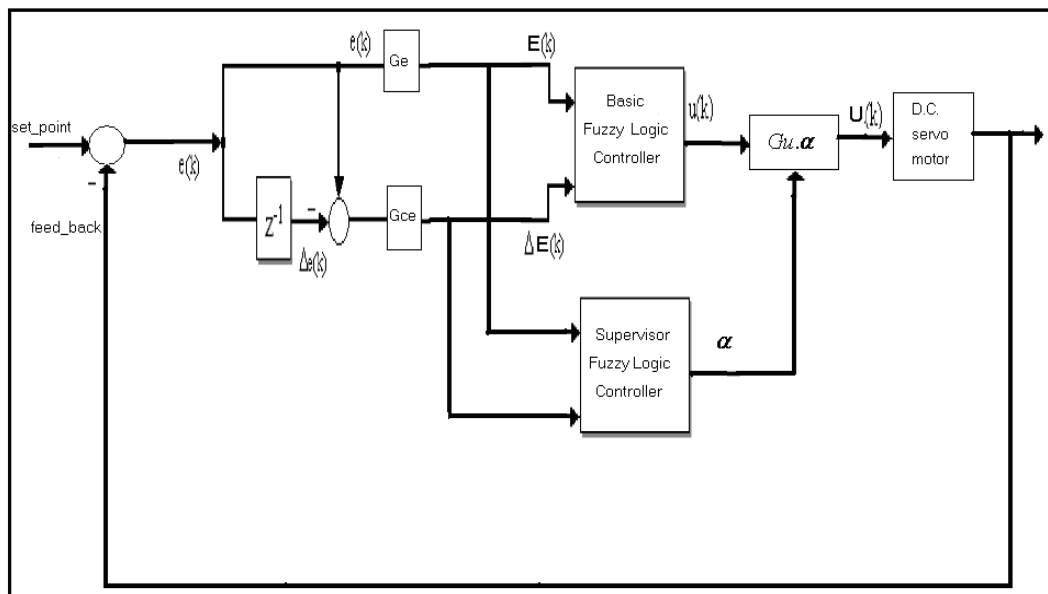 e(k)
Ge
E(k)
Basic
Fuzzy Logic
Controller
u(k)
Gu.α
U(k)
D.C.
servo
motor
set_point
e(k)
−
feed_back
Z⁻¹
−
Δe(k)
Gce
ΔE(k)
Supervisor
Fuzzy Logic
Controller
α